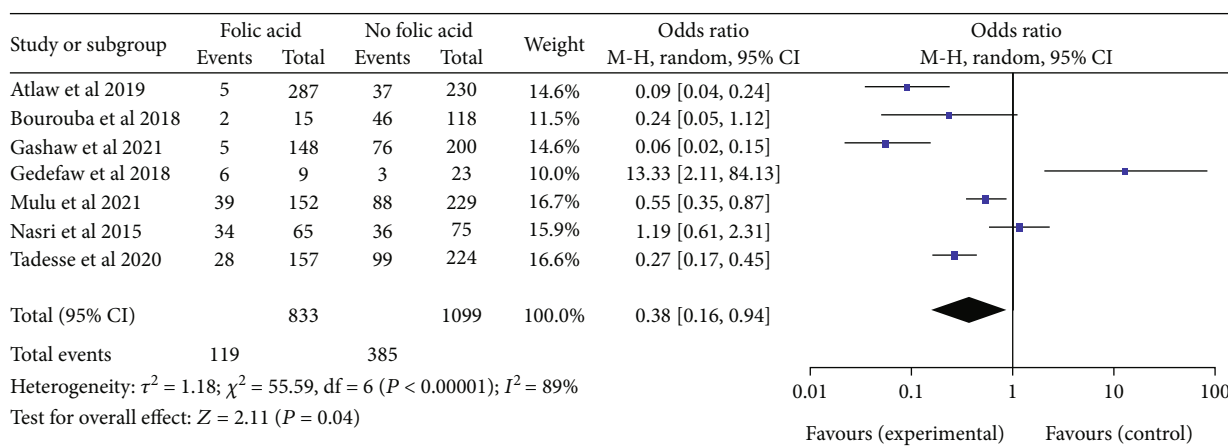 Study or subgroup Folic acid No folic acid Weight Odds ratio Odds ratio
Events Total Events Total M-H, random, 95% CI M-H, random, 95% CI
Atlaw et al 2019 5 287 37 230 14.6% 0.09 [0.04, 0.24]
Bourouba et al 2018 2 15 46 118 11.5% 0.24 [0.05, 1.12]
Gashaw et al 2021 5 148 76 200 14.6% 0.06 [0.02, 0.15]
Gedefaw et al 2018 6 9 3 23 10.0% 13.33 [2.11, 84.13]
Mulu et al 2021 39 152 88 229 16.7% 0.55 [0.35, 0.87]
Nasri et al 2015 34 65 36 75 15.9% 1.19 [0.61, 2.31]
Tadesse et al 2020 28 157 99 224 16.6% 0.27 [0.17, 0.45]
Total (95% CI) 833 1099 100.0% 0.38 [0.16, 0.94]
Total events 119 385
Heterogeneity: τ² = 1.18; χ² = 55.59, df = 6 (P < 0.00001); I² = 89%
Test for overall effect: Z = 2.11 (P = 0.04)
0.01 0.1 1 10 100
Favours (experimental) Favours (control)